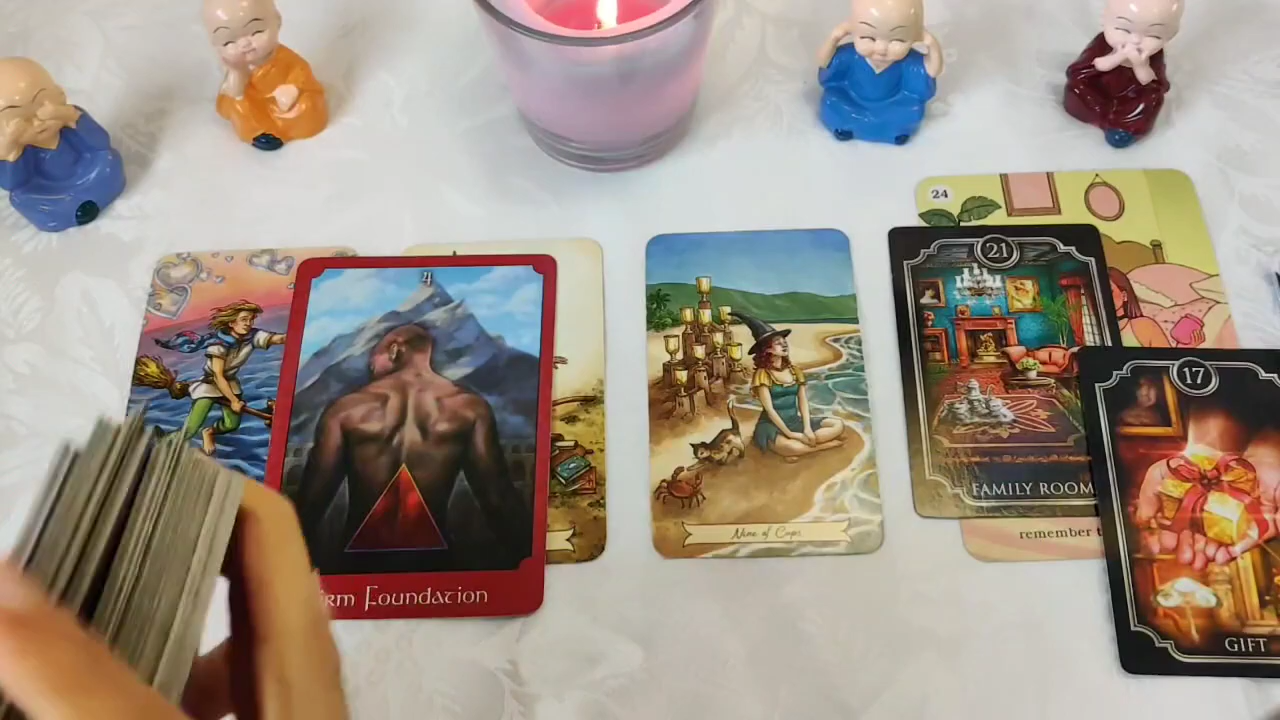 24
21
4
17
Nine of Cups
FAMILY ROOM
remember
Foundation
GIFT